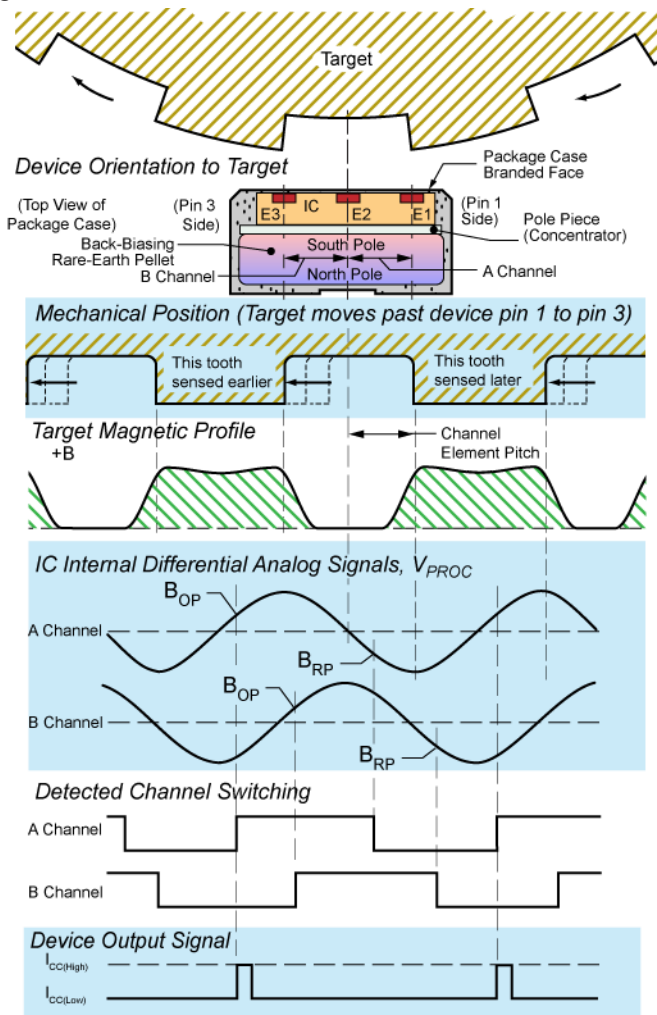 Target
Device Orientation to Target
Package Case
Branded Face
(Top View of
Package Case)
(Pin 3
Side)
E3
IC
E2
E1
(Pin 1
Side)
Pole Piece
(Concentrator)
Back-Biasing
Rare-Earth Pellet
South Pole
B Channel
North Pole
A Channel
Mechanical Position (Target moves past device pin 1 to pin 3)
This tooth
sensed earlier
This tooth
sensed later
Target Magnetic Profile
+B
Channel
Element Pitch
IC Internal Differential Analog Signals, VPROC
BOP
A Channel
BRP
BOP
B Channel
BRP
Detected Channel Switching
A Channel
B Channel
Device Output Signal
ICC(High)
ICC(Low)